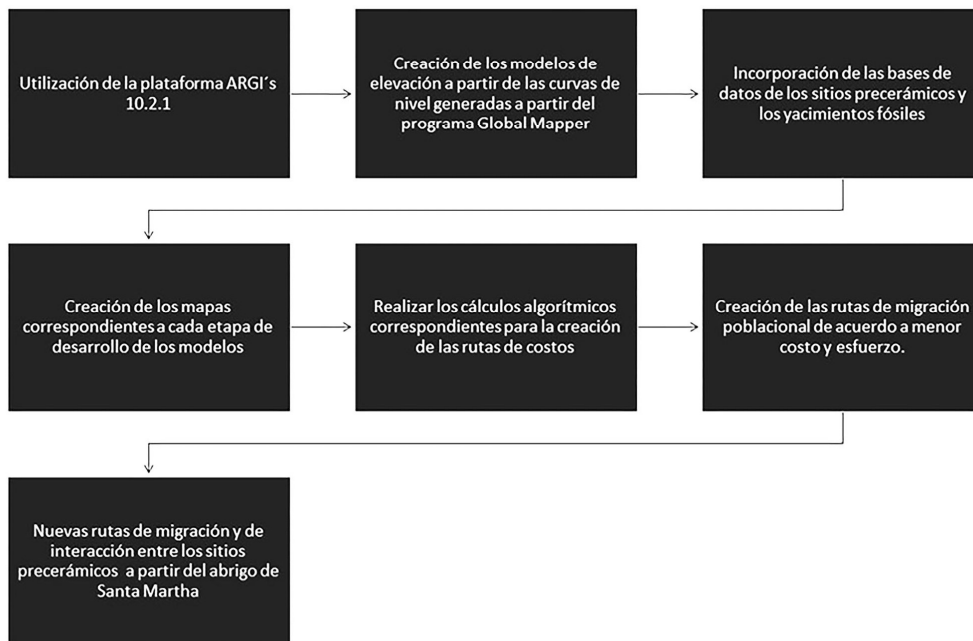 Utilización de la plataforma ARGI´s
10.2.1
Creación de los modelos de
elevación a partir de las curvas de
nivel generadas a partir del
programa Global Mapper
Incorporación de las bases de
datos de los sitios precerámicos y
los yacimientos fósiles
Creación de los mapas
correspondientes a cada etapa de
desarrollo de los modelos
Realizar los cálculos algorítmicos
correspondientes para la creación
de las rutas de costos
Creación de las rutas de migración
poblacional de acuerdo a menor
costo y esfuerzo.
Nuevas rutas de migración y de
interacción entre los sitios
precerámicos a partir del abrigo de
Santa Martha